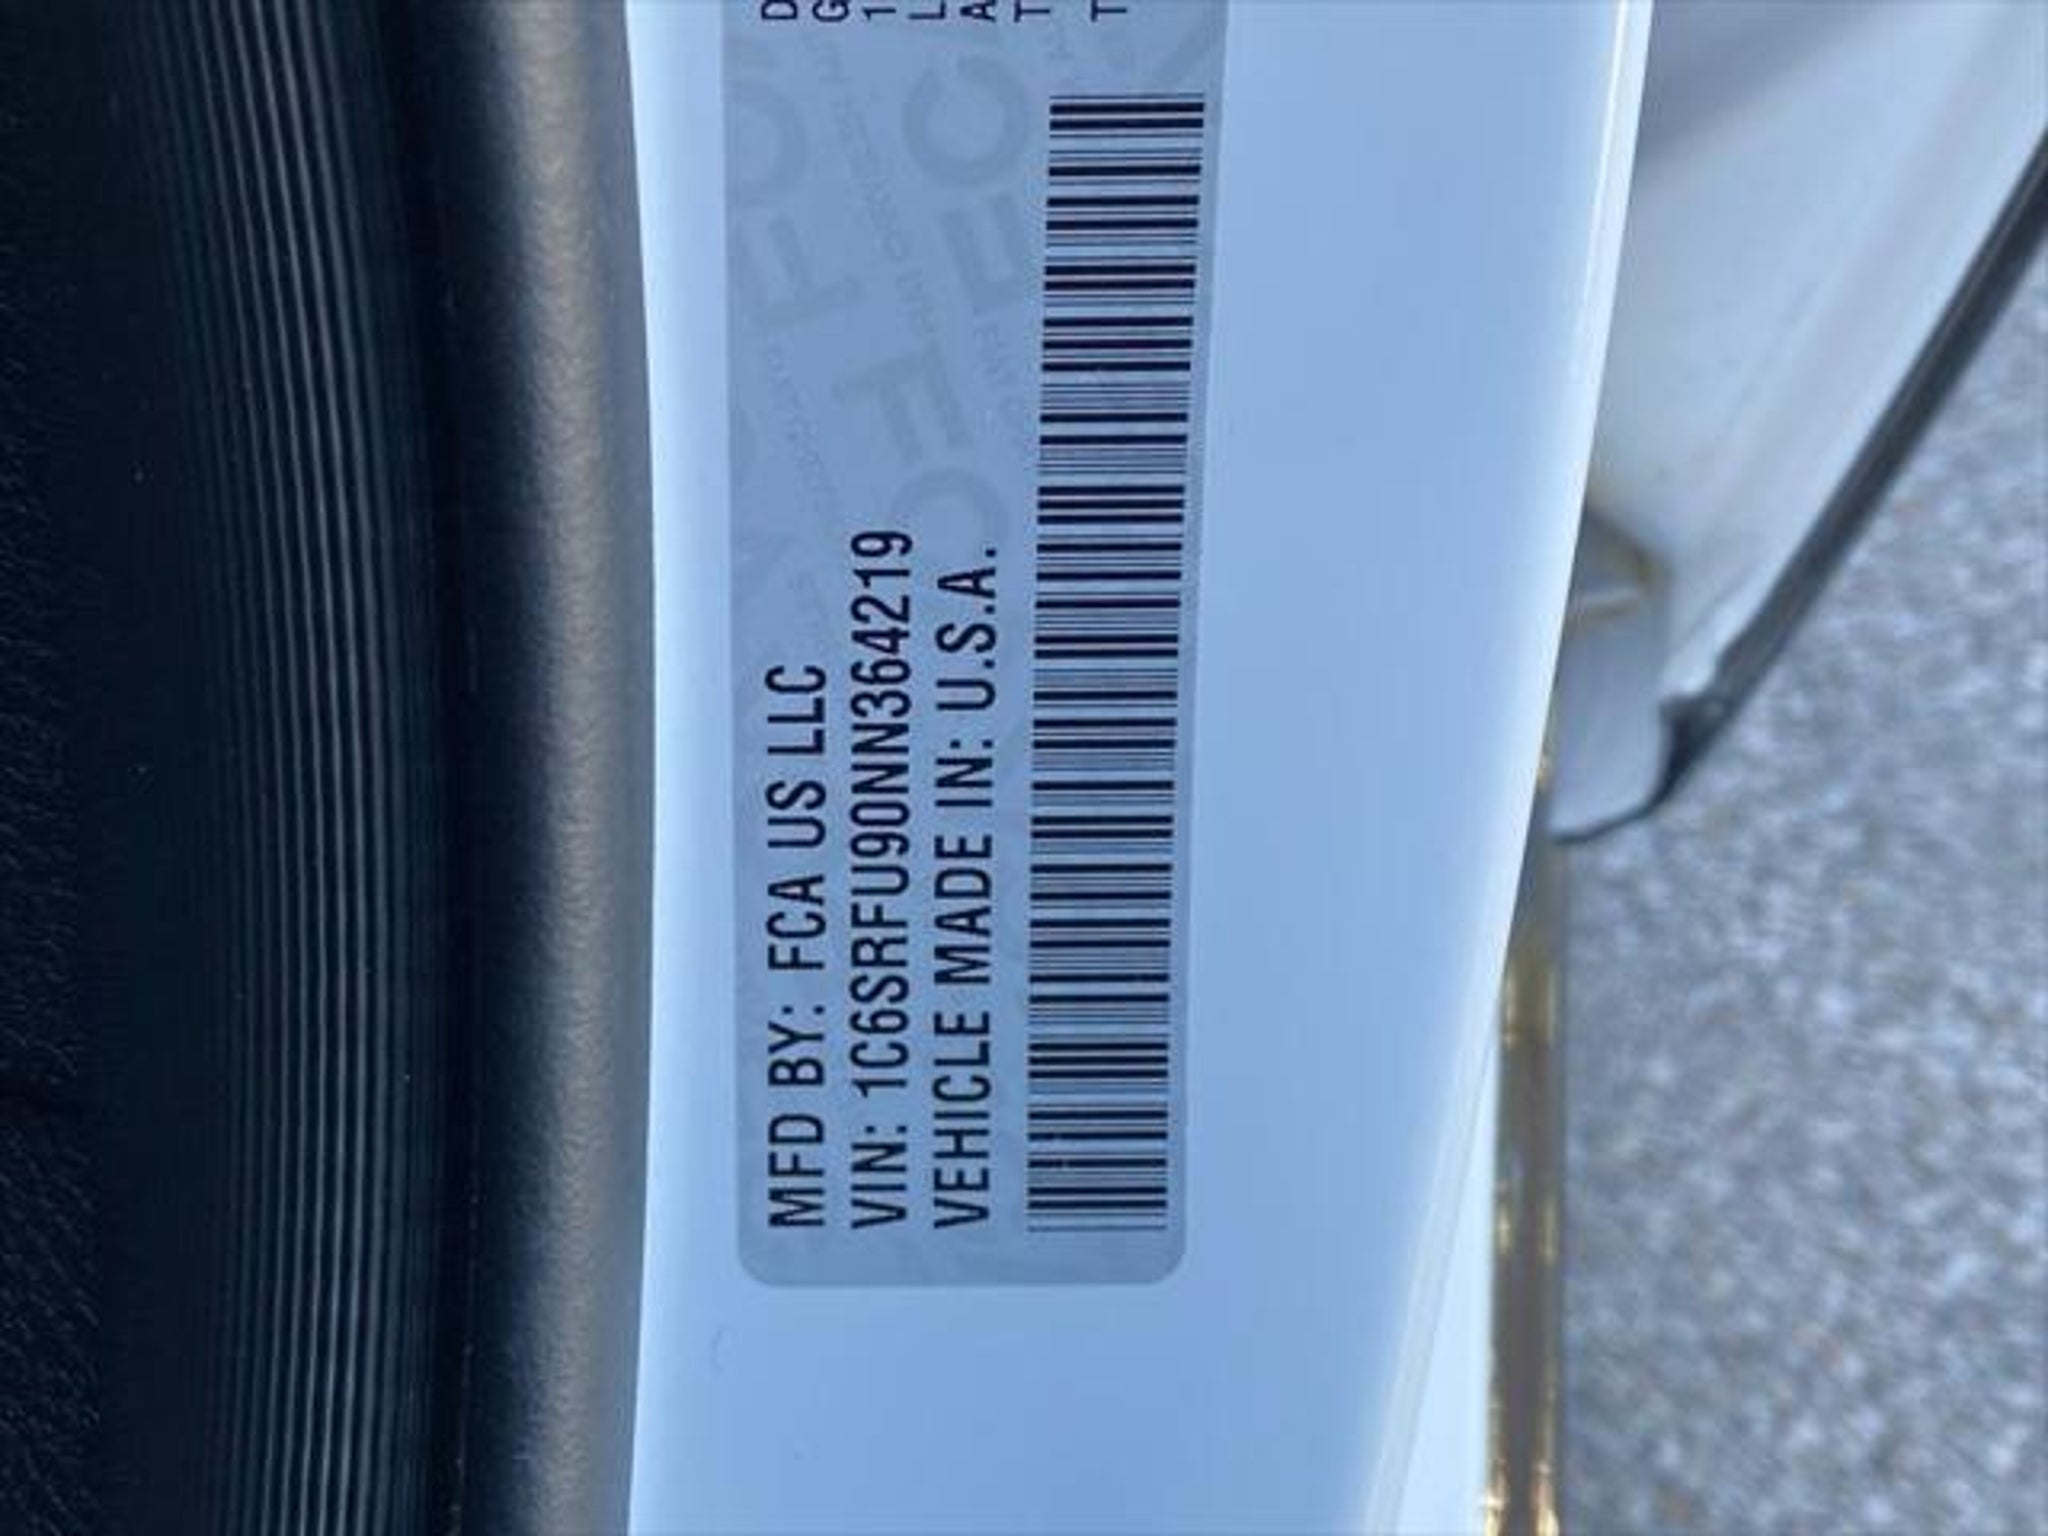 MFD BY: FCA US LLC
VIN: 1C6SRFU90NN364219
VEHICLE MADE IN: U.S.A.